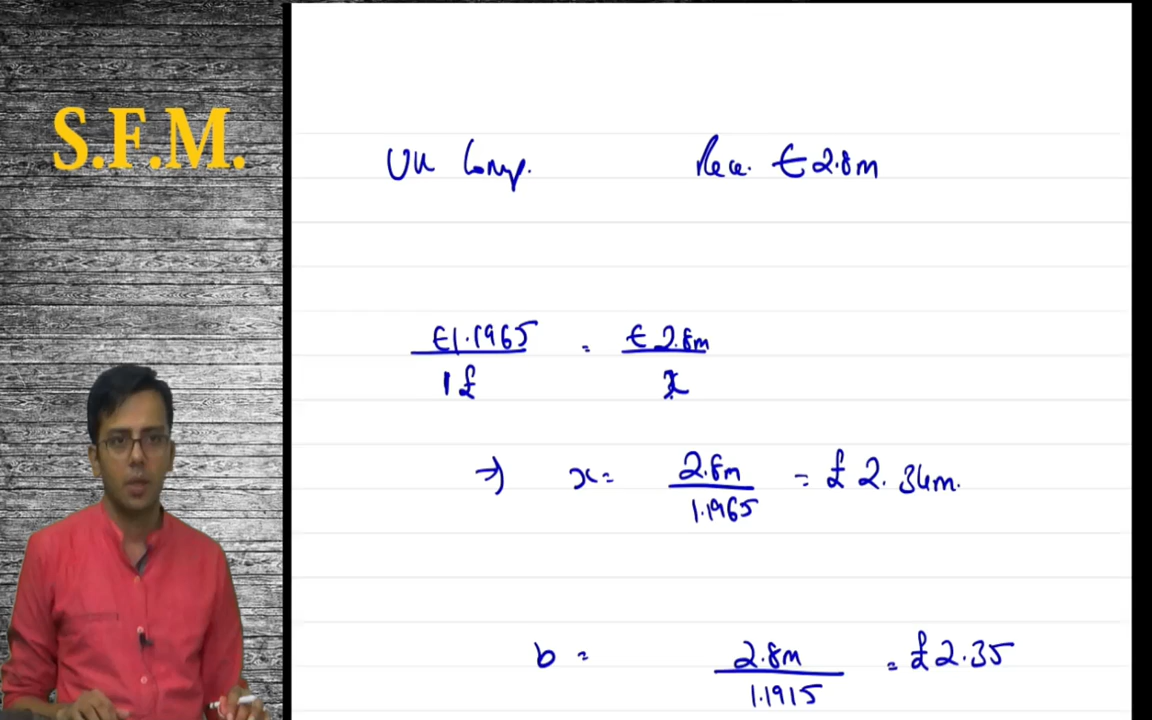 S.F.M.
UK Comp. Rece. €2.8m
€1.1965 = €2.8m
1£ x
⇒ x = 2.8m = £2.34m.
1.1965
b = 2.8m = £2.35
1.1915